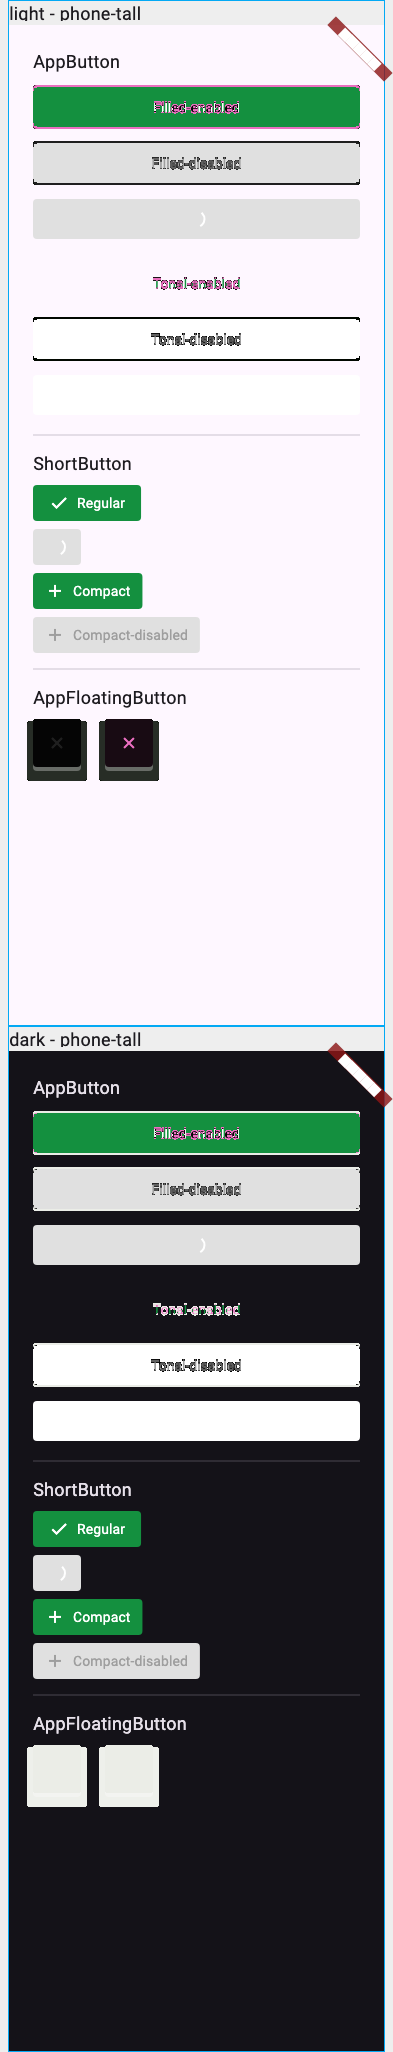 light - phone-tall
AppButton
Filled-enabled
Filled-disabled
Tonal-enabled
Tonal-disabled
ShortButton
Regular
Compact
Compact-disabled
AppFloatingButton
dark - phone-tall
AppButton
Filled-enabled
Filled-disabled
Tonal-enabled
Tonal-disabled
ShortButton
Regular
Compact
Compact-disabled
AppFloatingButton